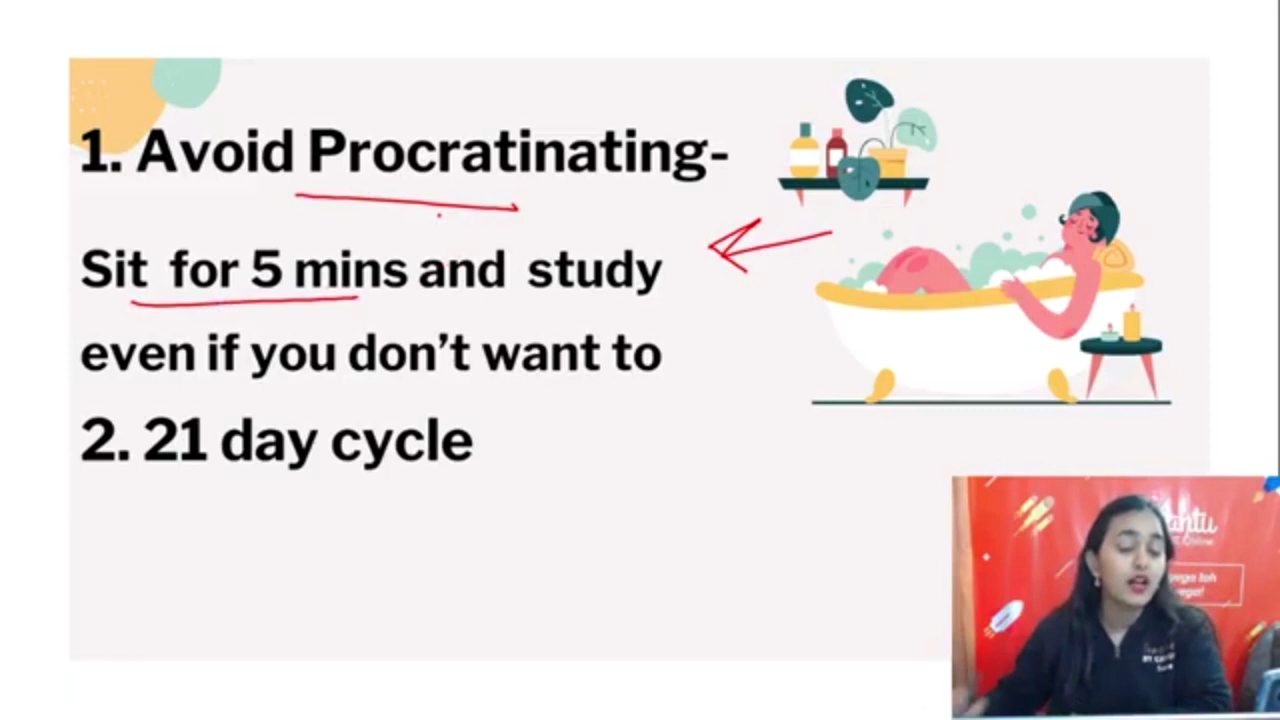 1. Avoid Procratinating-
Sit for 5 mins and study
even if you don’t want to
2. 21 day cycle